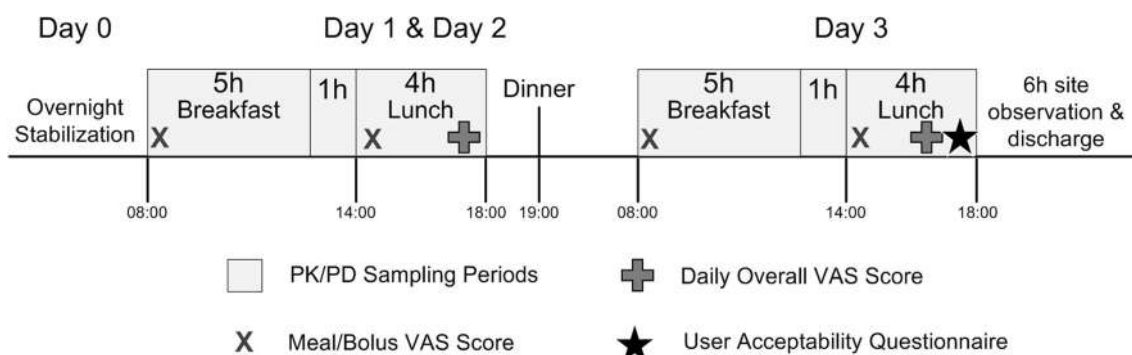 Day 0
Day 1 & Day 2
Day 3
Overnight
Stabilization
5h
Breakfast
1h
4h
Lunch
X
X
Dinner
5h
Breakfast
1h
4h
Lunch
X
X
6h site
observation &
discharge
08:00
14:00
18:00
19:00
08:00
14:00
18:00
PK/PD Sampling Periods
Daily Overall VAS Score
X Meal/Bolus VAS Score
User Acceptability Questionnaire